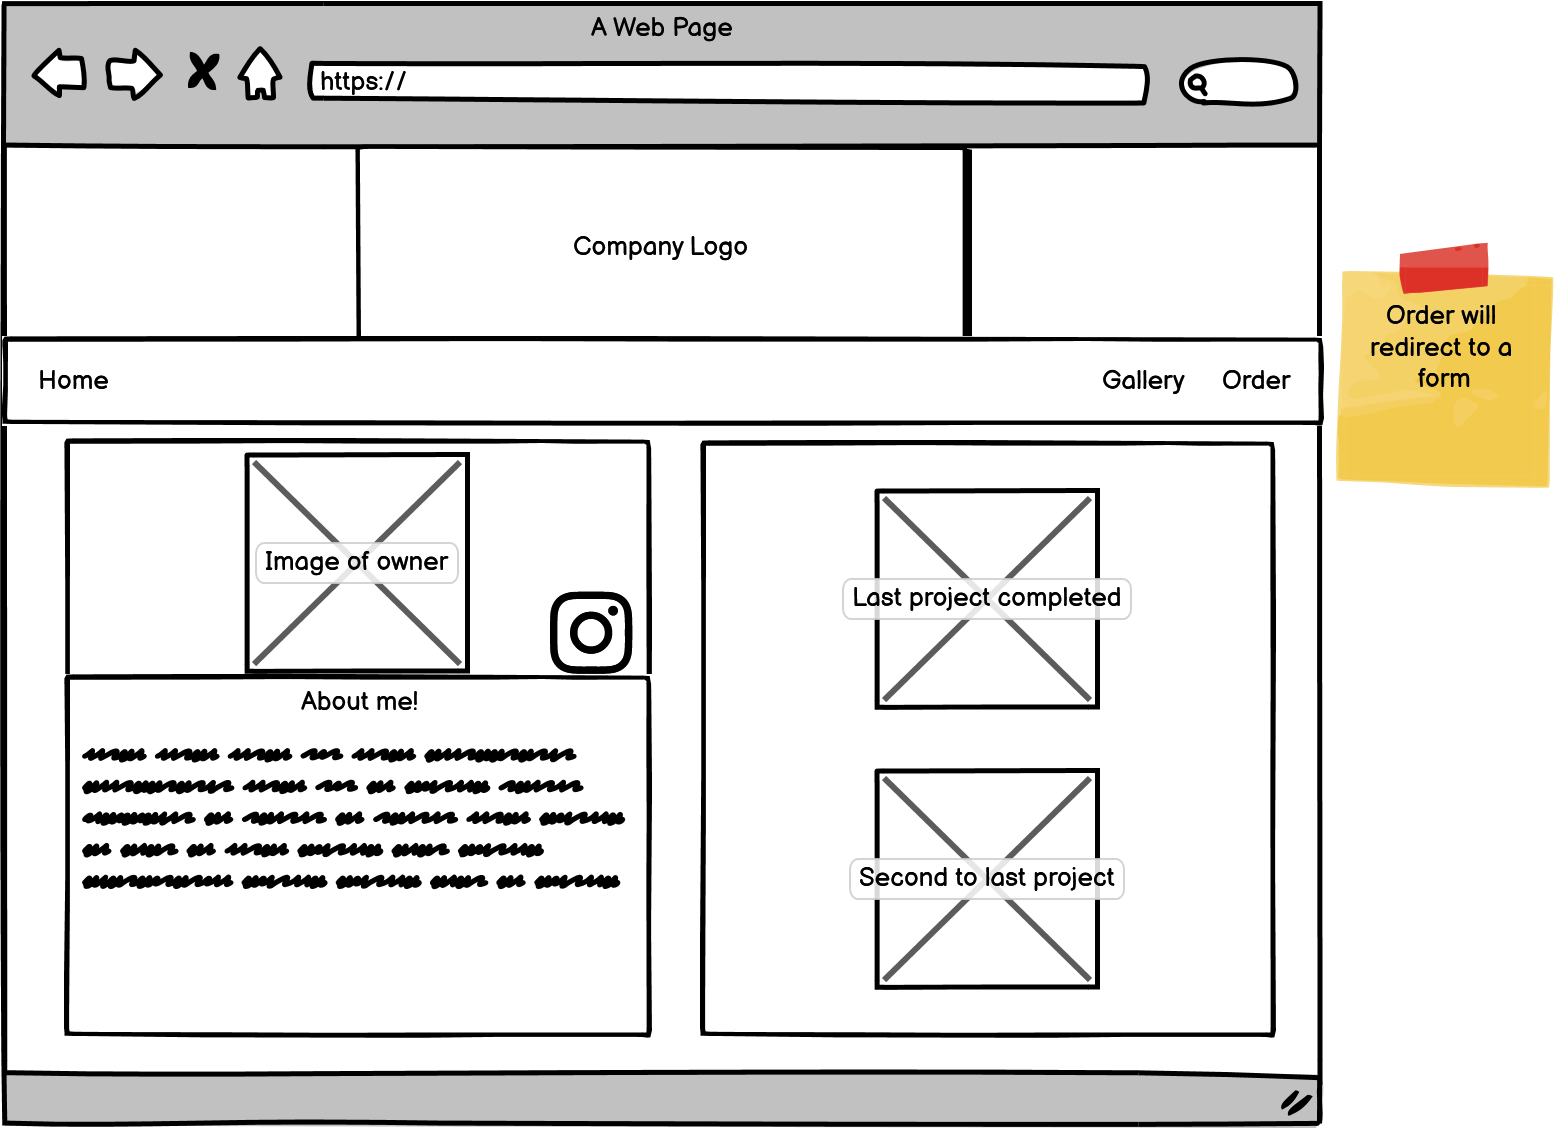 A Web Page
https://
Company Logo
Order will
redirect to a
form
Home
Gallery
Order
Image of owner
Last project completed
About me!
Second to last project